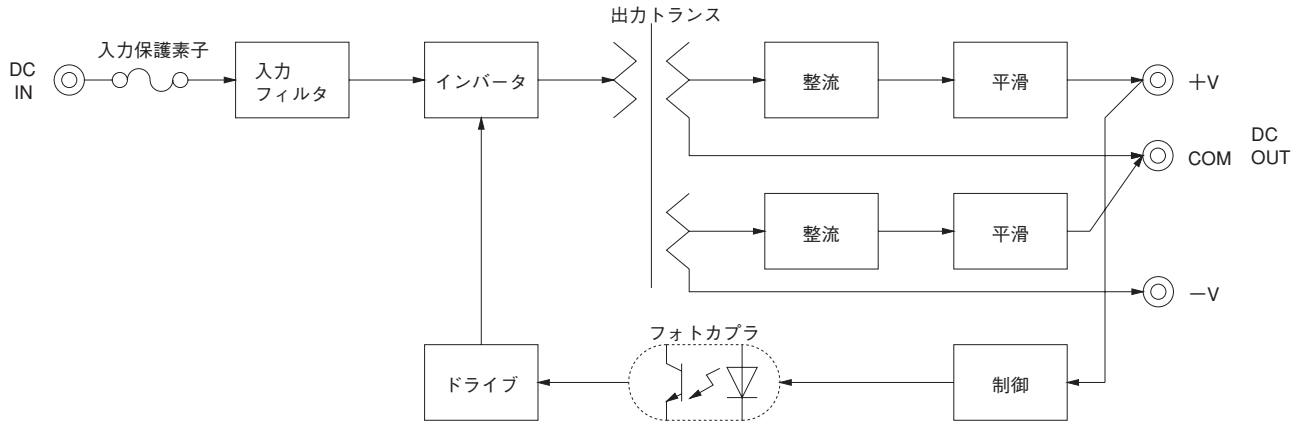 出力トランス
入力保護素子
DC
IN
入力
フィルタ
インバータ
整流
平滑
+V
COM
DC
OUT
整流
平滑
−V
フォトカプラ
ドライブ
制御